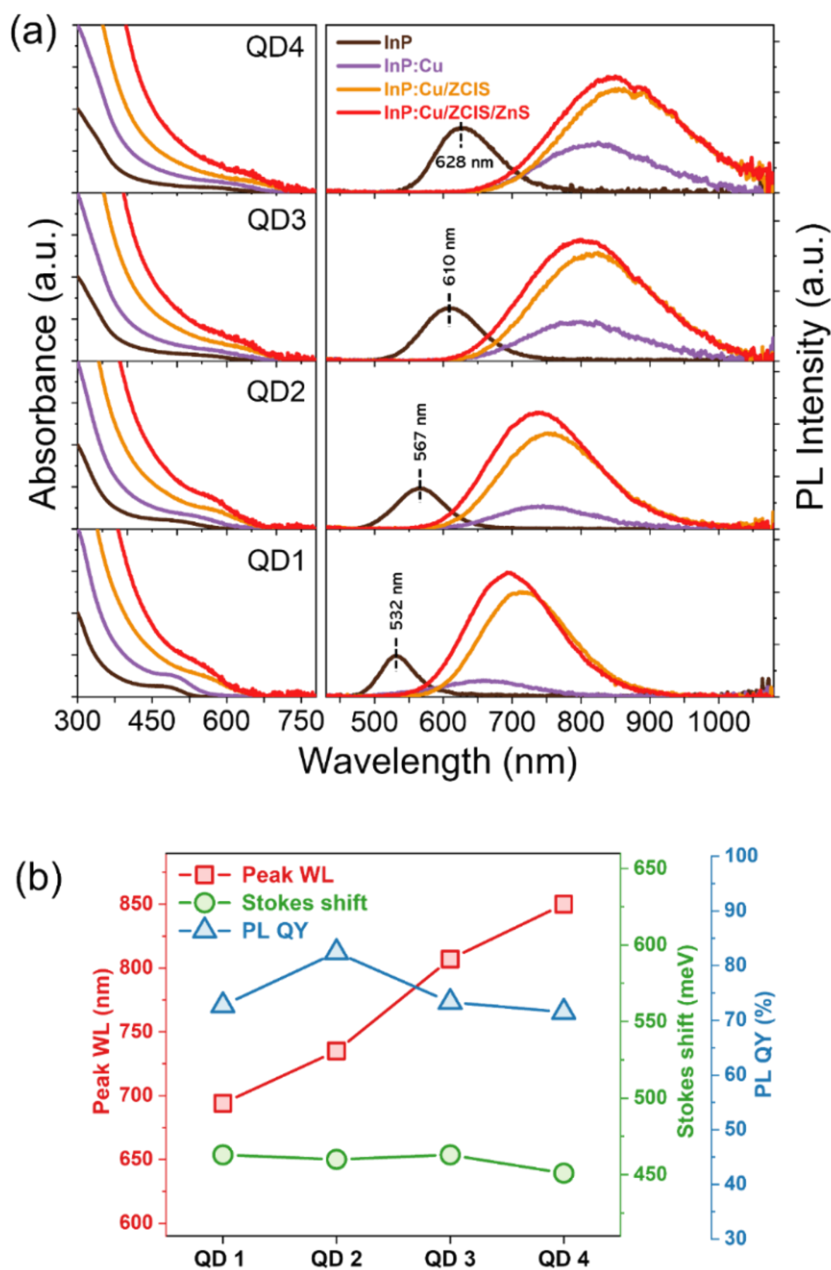 (a)
QD4
InP
InP:Cu
InP:Cu/ZCIS
InP:Cu/ZCIS/ZnS
628 nm
QD3
610 nm
QD2
567 nm
QD1
532 nm
Absorbance (a.u.)
PL Intensity (a.u.)
300 450 600 750 500 600 700 800 900 1000
Wavelength (nm)
(b)
Peak WL
Stokes shift
PL QY
850
800
750
700
650
600
Peak WL (nm)
650
600
550
500
450
Stokes shift (meV)
100
90
80
70
60
50
40
30
PL QY (%)
QD 1 QD 2 QD 3 QD 4